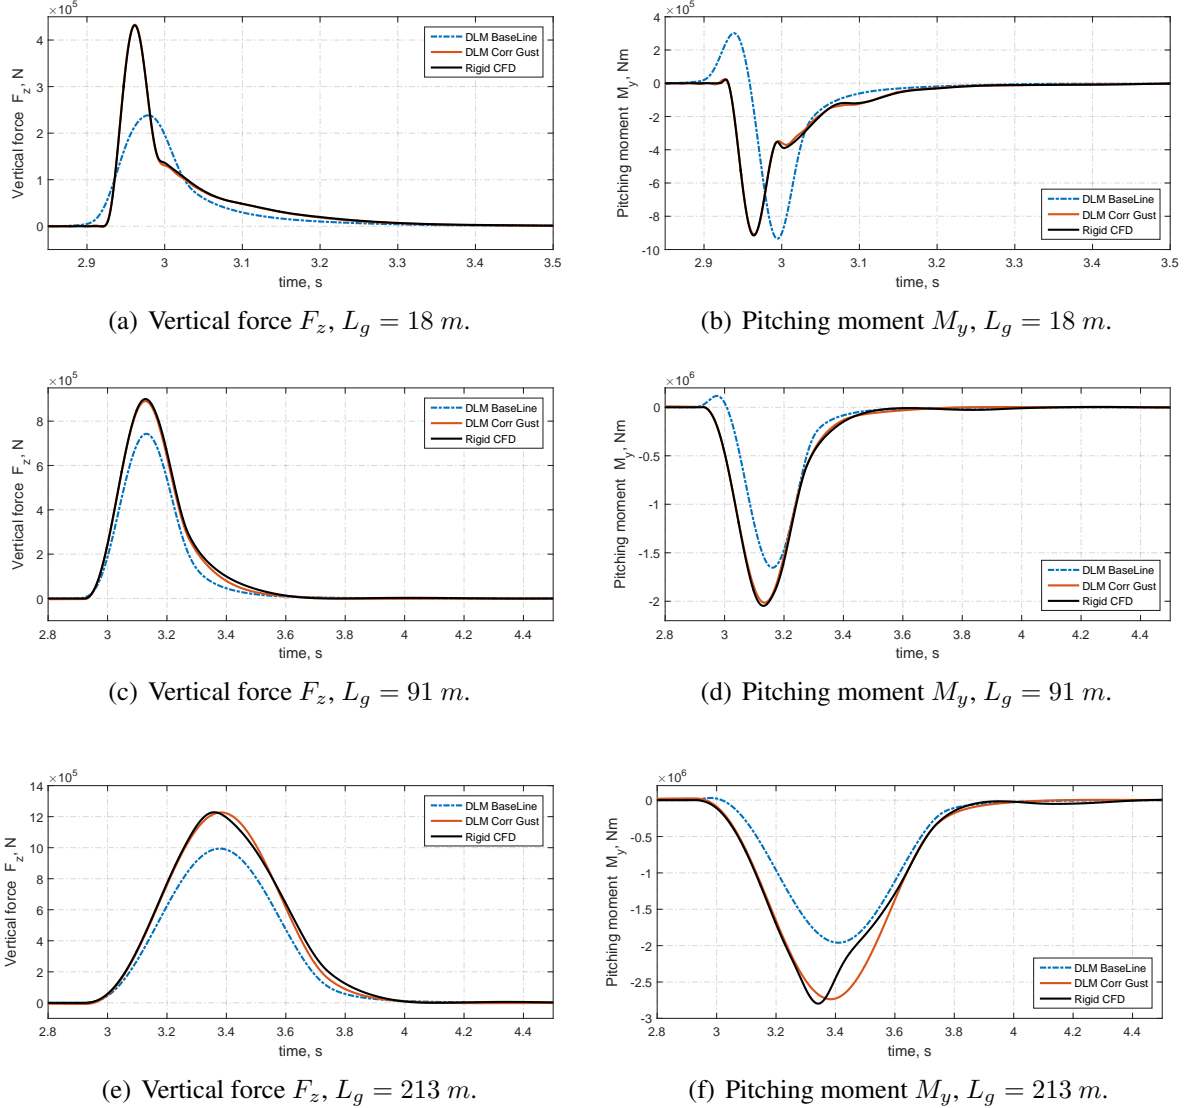 ×10⁵
Vertical force F_z, N
4
3
2
1
0
2.9 3 3.1 3.2 3.3 3.4 3.5
time, s
DLM BaseLine
DLM Corr Gust
Rigid CFD
(a) Vertical force F_z, L_g = 18 m.
×10⁵
Pitching moment M_y, Nm
4
2
0
-2
-4
-6
-8
-10
2.9 3 3.1 3.2 3.3 3.4 3.5
time, s
DLM BaseLine
DLM Corr Gust
Rigid CFD
(b) Pitching moment M_y, L_g = 18 m.
×10⁵
Vertical force F_z, N
8
6
4
2
0
2.8 3 3.2 3.4 3.6 3.8 4 4.2 4.4
time, s
DLM BaseLine
DLM Corr Gust
Rigid CFD
(c) Vertical force F_z, L_g = 91 m.
×10⁶
Pitching moment M_y, Nm
0
-0.5
-1
-1.5
-2
2.8 3 3.2 3.4 3.6 3.8 4 4.2 4.4
time, s
DLM BaseLine
DLM Corr Gust
Rigid CFD
(d) Pitching moment M_y, L_g = 91 m.
×10⁵
Vertical force F_z, N
14
12
10
8
6
4
2
0
2.8 3 3.2 3.4 3.6 3.8 4 4.2 4.4
time, s
DLM BaseLine
DLM Corr Gust
Rigid CFD
(e) Vertical force F_z, L_g = 213 m.
×10⁶
Pitching moment M_y, Nm
0
-0.5
-1
-1.5
-2
-2.5
-3
2.8 3 3.2 3.4 3.6 3.8 4 4.2 4.4
time, s
DLM BaseLine
DLM Corr Gust
Rigid CFD
(f) Pitching moment M_y, L_g = 213 m.